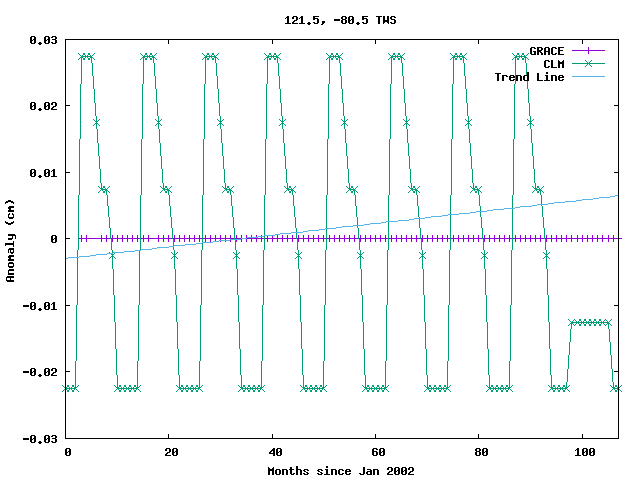 121.5, -80.5 TWS
GRACE
CLM
Trend Line
0.03
0.02
0.01
0
-0.01
-0.02
-0.03
Anomaly (cm)
0 20 40 60 80 100
Months since Jan 2002